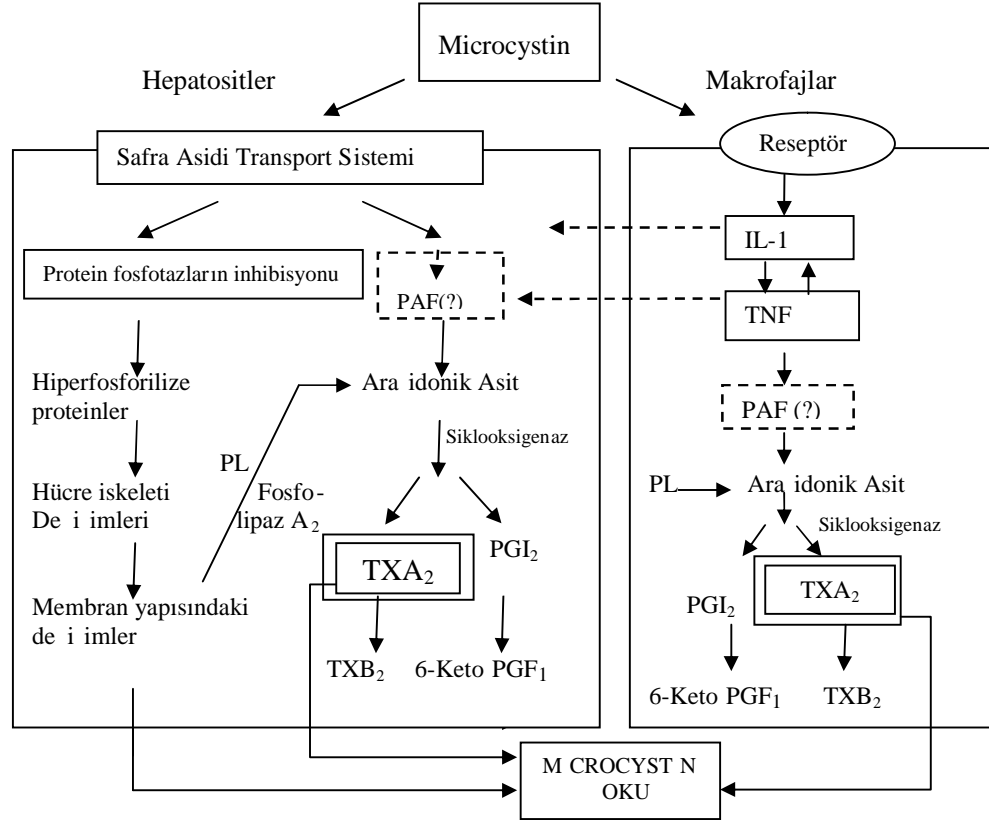 Microcystin
Hepatositler
Makrofajlar
Safra Asidi Transport Sistemi
Protein fosfotazların inhibisyonu
PAF(?)
Hiperfosforilize
proteinler
Ara idonik Asit
Siklooksigenaz
PL
Fosfo-
lipaz A₂
Hücre iskeleti
De i imleri
TXA₂
PGI₂
Membran yapısındaki
de i imler
TXB₂
6-Keto PGF₁
Reseptör
IL-1
TNF
PAF (?)
PL
Ara idonik Asit
Siklooksigenaz
TXA₂
PGI₂
6-Keto PGF₁
TXB₂
M CROCYST N
OKU